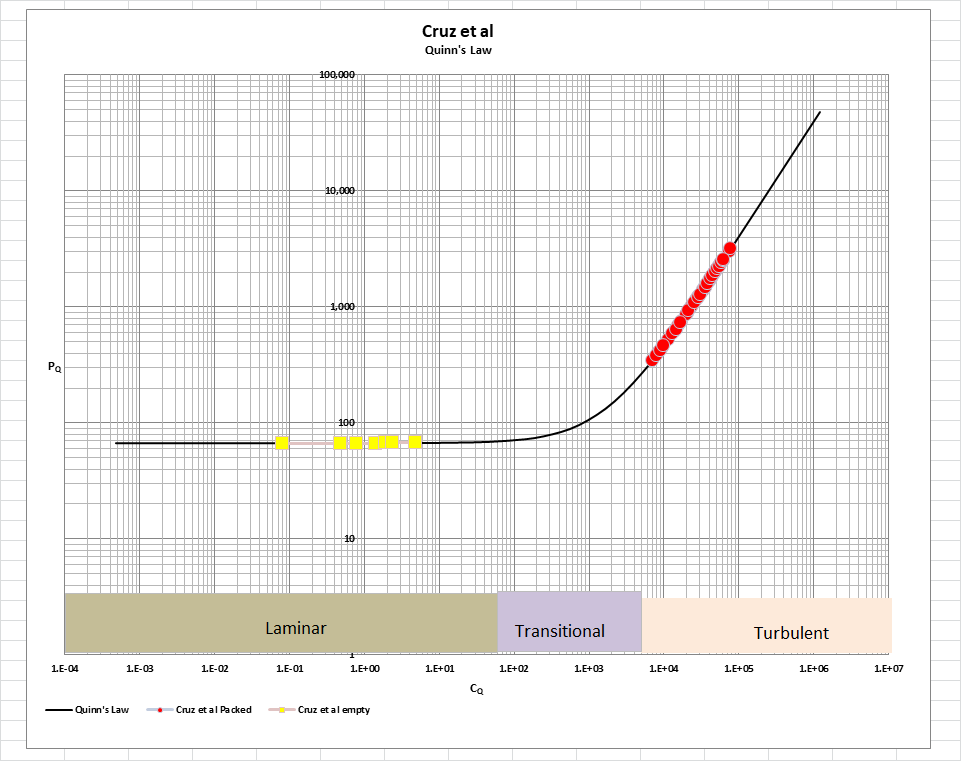 Cruz et al
Quinn's Law
100,000
10,000
1,000
P_Q
100
10
Laminar
Transitional
Turbulent
1
1.E-04 1.E-03 1.E-02 1.E-01 1.E+00 1.E+01 1.E+02 1.E+03 1.E+04 1.E+05 1.E+06 1.E+07
C_Q
Quinn's Law Cruz et al Packed Cruz et al empty